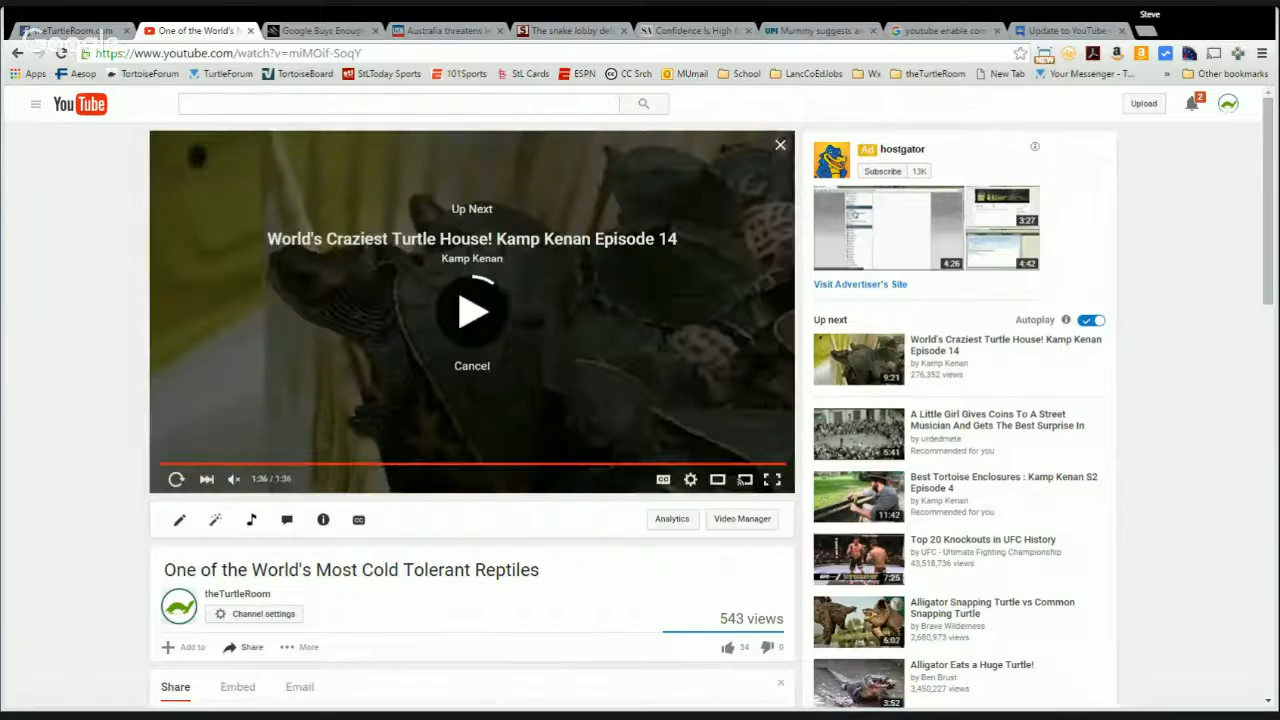 Steve
theTurtleRoom.com
One of the World's M
Google Buys Enough
Australia threatens le
The snake lobby def
Confidence Is High fo
Mummy suggests an
youtube enable com
Update to YouTube
https://www.youtube.com/watch?v=miMOif-SoqY
NEW
Apps
Aesop
TortoiseForum
TurtleForum
TortoiseBoard
StLToday Sports
101Sports
StL Cards
ESPN
CC Srch
MUmail
School
LancCoEdJobs
Wx
theTurtleRoom
New Tab
Your Messenger - T...
»
Other bookmarks
YouTube
Upload
2
Up Next
World's Craziest Turtle House! Kamp Kenan Episode 14
Kamp Kenan
Cancel
1:36 / 1:36
CC
Analytics
Video Manager
One of the World's Most Cold Tolerant Reptiles
theTurtleRoom
Channel settings
543 views
Add to
Share
More
34
0
Share
Embed
Email
Ad hostgator
Subscribe 13K
4:26
3:27
4:42
Visit Advertiser's Site
Up next
Autoplay
World's Craziest Turtle House! Kamp Kenan
Episode 14
by Kamp Kenan
276,352 views
9:21
A Little Girl Gives Coins To A Street
Musician And Gets The Best Surprise In
by urdedmete
Recommended for you
5:41
Best Tortoise Enclosures : Kamp Kenan S2
Episode 4
by Kamp Kenan
Recommended for you
11:42
Top 20 Knockouts in UFC History
by UFC - Ultimate Fighting Championship
43,518,736 views
7:25
Alligator Snapping Turtle vs Common
Snapping Turtle
by Brave Wilderness
2,680,973 views
6:02
Alligator Eats a Huge Turtle!
by Ben Brust
3,450,227 views
3:52